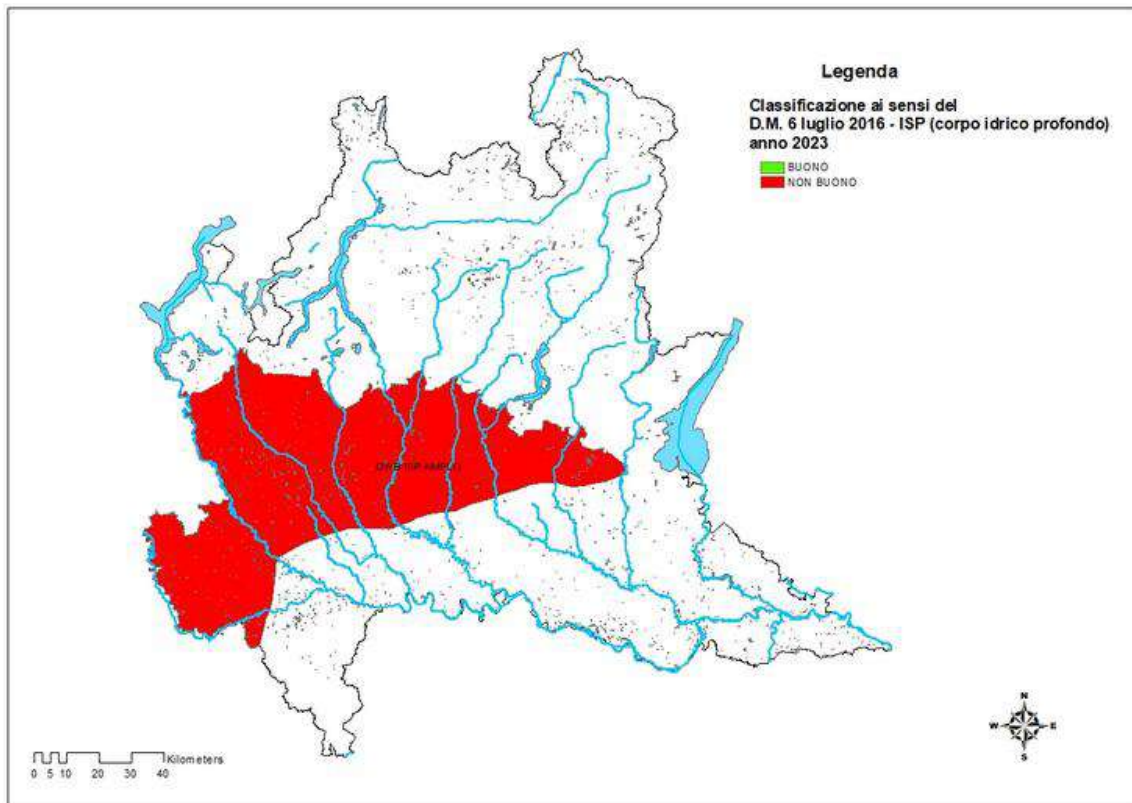 Legenda
Classificazione ai sensi del
D.M. 6 luglio 2016 - ISP (corpo idrico profondo)
anno 2023
BUONO
NON BUONO
N
W E
S
Kilometers
0 5 10 20 30 40